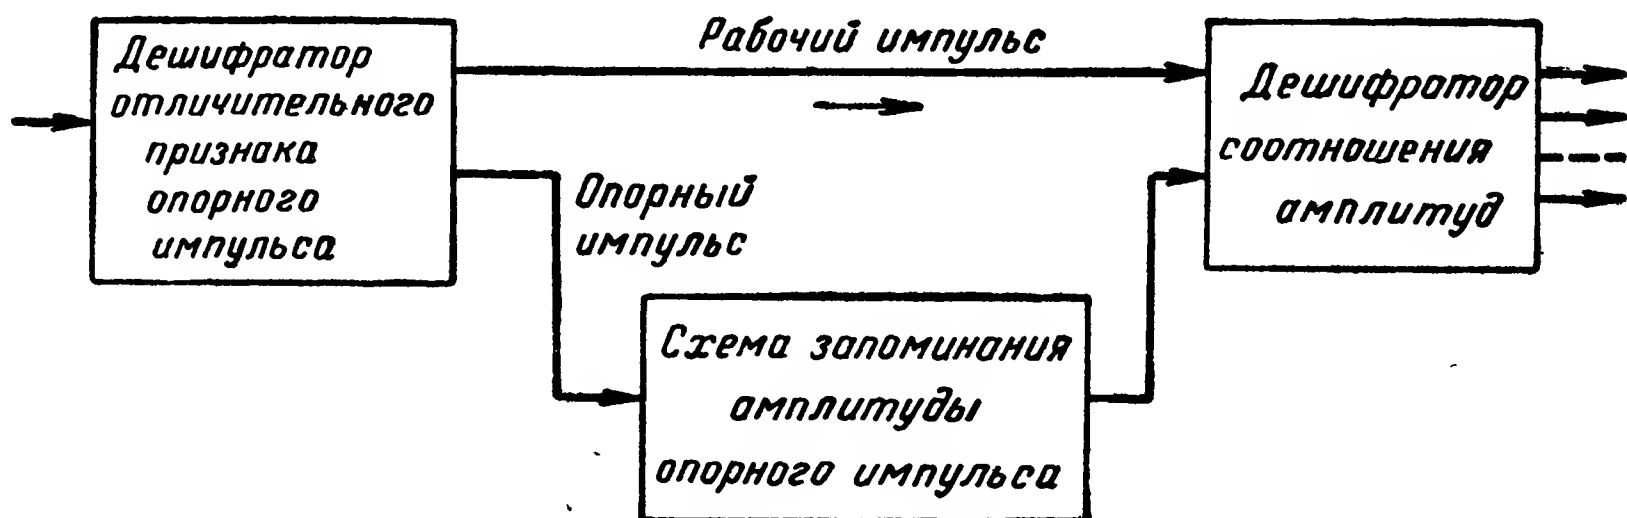 Дешифратор
отличительного
признака
опорного
импульса
Рабочий импульс
Опорный
импульс
Схема запоминания
амплитуды
опорного импульса
Дешифратор
соотношения
амплитуд